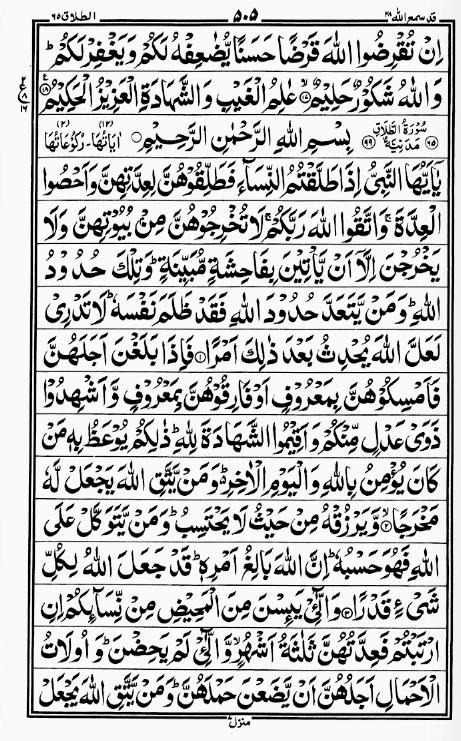 قد سمع الله ٢٨ ٥٠٥ الطلاق ٦٥
اِنْ تُقْرِضُوا اللّٰهَ قَرْضًا حَسَنًا يُّضٰعِفْهُ لَكُمْ وَيَغْفِرْ لَكُمْ ؕ
وَاللّٰهُ شَكُوْرٌ حَلِيْمٌ ۙ﴿۱۷﴾ عٰلِمُ الْغَيْبِ وَالشَّهَادَةِ الْعَزِيْزُ الْحَكِيْمُ ﴿۱۸﴾
٦٥ سُوْرَةُ الطَّلَاقِ مَدَنِيَّةٌ ٩٩ بِسْمِ اللّٰهِ الرَّحْمٰنِ الرَّحِيْمِ ○ اٰيَاتُهَا (١٢) رُكُوْعَاتُهَا (٢)
يٰۤاَيُّهَا النَّبِيُّ اِذَا طَلَّقْتُمُ النِّسَآءَ فَطَلِّقُوْهُنَّ لِعِدَّتِهِنَّ وَاَحْصُوا
الْعِدَّةَ ۚ وَاتَّقُوا اللّٰهَ رَبَّكُمْ ۚ لَا تُخْرِجُوْهُنَّ مِنْۢ بُيُوْتِهِنَّ وَلَا
يَخْرُجْنَ اِلَّاۤ اَنْ يَّاْتِيْنَ بِفَاحِشَةٍ مُّبَيِّنَةٍ ؕ وَتِلْكَ حُدُوْدُ
اللّٰهِ ؕ وَمَنْ يَّتَعَدَّ حُدُوْدَ اللّٰهِ فَقَدْ ظَلَمَ نَفْسَهٗ ؕ لَا تَدْرِىْ
لَعَلَّ اللّٰهَ يُحْدِثُ بَعْدَ ذٰلِكَ اَمْرًا ﴿۱﴾ فَاِذَا بَلَغْنَ اَجَلَهُنَّ
فَاَمْسِكُوْهُنَّ بِمَعْرُوْفٍ اَوْ فَارِقُوْهُنَّ بِمَعْرُوْفٍ وَّاَشْهِدُوْا
ذَوَىْ عَدْلٍ مِّنْكُمْ وَاَقِيْمُوا الشَّهَادَةَ لِلّٰهِ ؕ ذٰلِكُمْ يُوْعَظُ بِهٖ مَنْ
كَانَ يُؤْمِنُ بِاللّٰهِ وَالْيَوْمِ الْاٰخِرِ ؕ۬ وَمَنْ يَّتَّقِ اللّٰهَ يَجْعَلْ لَّهٗ
مَخْرَجًا ۙ﴿۲﴾ وَّيَرْزُقْهُ مِنْ حَيْثُ لَا يَحْتَسِبُ ؕ وَمَنْ يَّتَوَكَّلْ عَلَى
اللّٰهِ فَهُوَ حَسْبُهٗ ؕ اِنَّ اللّٰهَ بَالِغُ اَمْرِهٖ ؕ قَدْ جَعَلَ اللّٰهُ لِكُلِّ
شَىْءٍ قَدْرًا ﴿۳﴾ وَالّٰٓـىِٔۡ يَئِسْنَ مِنَ الْمَحِيْضِ مِنْ نِّسَآئِكُمْ اِنِ
ارْتَبْتُمْ فَعِدَّتُهُنَّ ثَلٰثَةُ اَشْهُرٍ ۙ وَّالّٰٓـىِٔۡ لَمْ يَحِضْنَ ؕ وَاُولَاتُ
الْاَحْمَالِ اَجَلُهُنَّ اَنْ يَّضَعْنَ حَمْلَهُنَّ ؕ وَمَنْ يَّتَّقِ اللّٰهَ يَجْعَلْ
منزل ٧